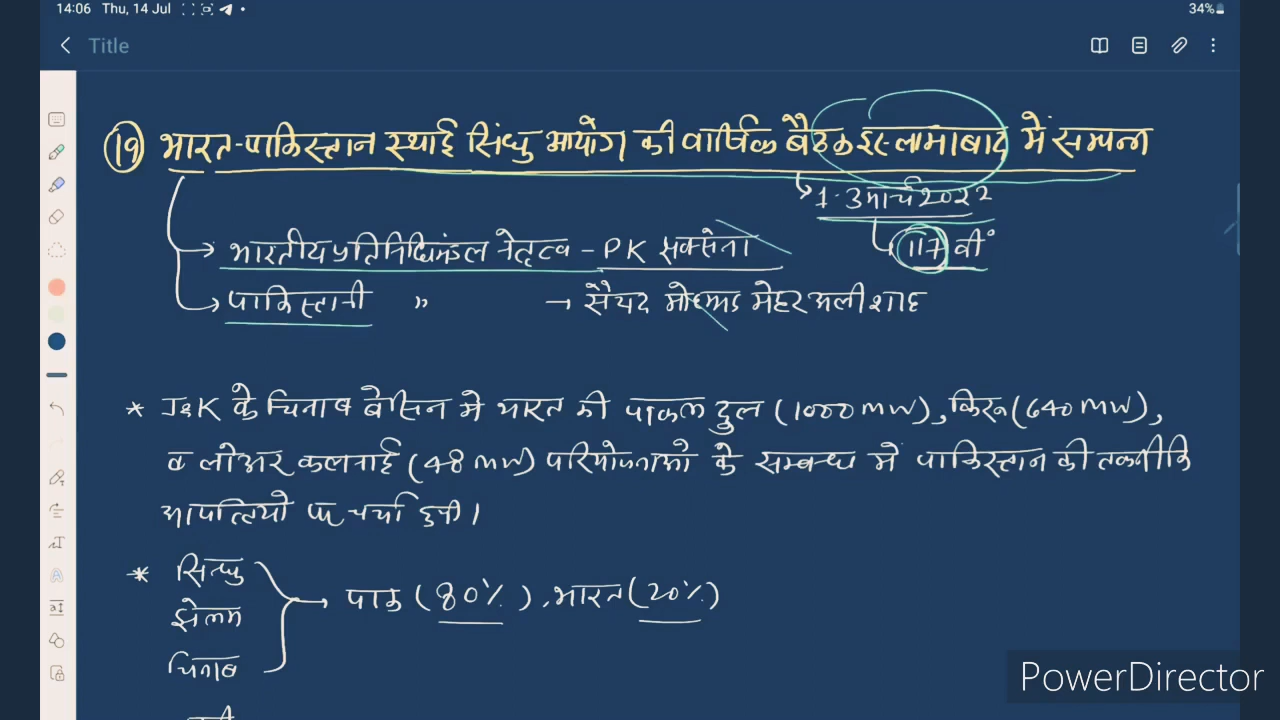 14:06 Thu, 14 Jul
34%
Title
19 भारत-पाकिस्तान स्थाई सिंधु आयोग की वार्षिक बैठक इस्लामाबाद में सम्पन्न
1-3 मार्च 2022
117 वीं
भारतीय प्रतिनिधिमंडल नेतृत्व - PK सक्सेना
पाकिस्तानी " → सैयद मोहम्मद मेहर अली शाह
* J&K के चिनाब बेसिन में भारत की पाकल दुल (1000 MW), किरू (640 MW),
व लोअर कलनाई (48 MW) परियोजनाओं के सम्बन्ध में पाकिस्तान की तकनीकि
आपत्तियों पर चर्चा हुयी।
* सिन्धु
झेलम → पाक (80%), भारत (20%)
चिनाब
PowerDirector